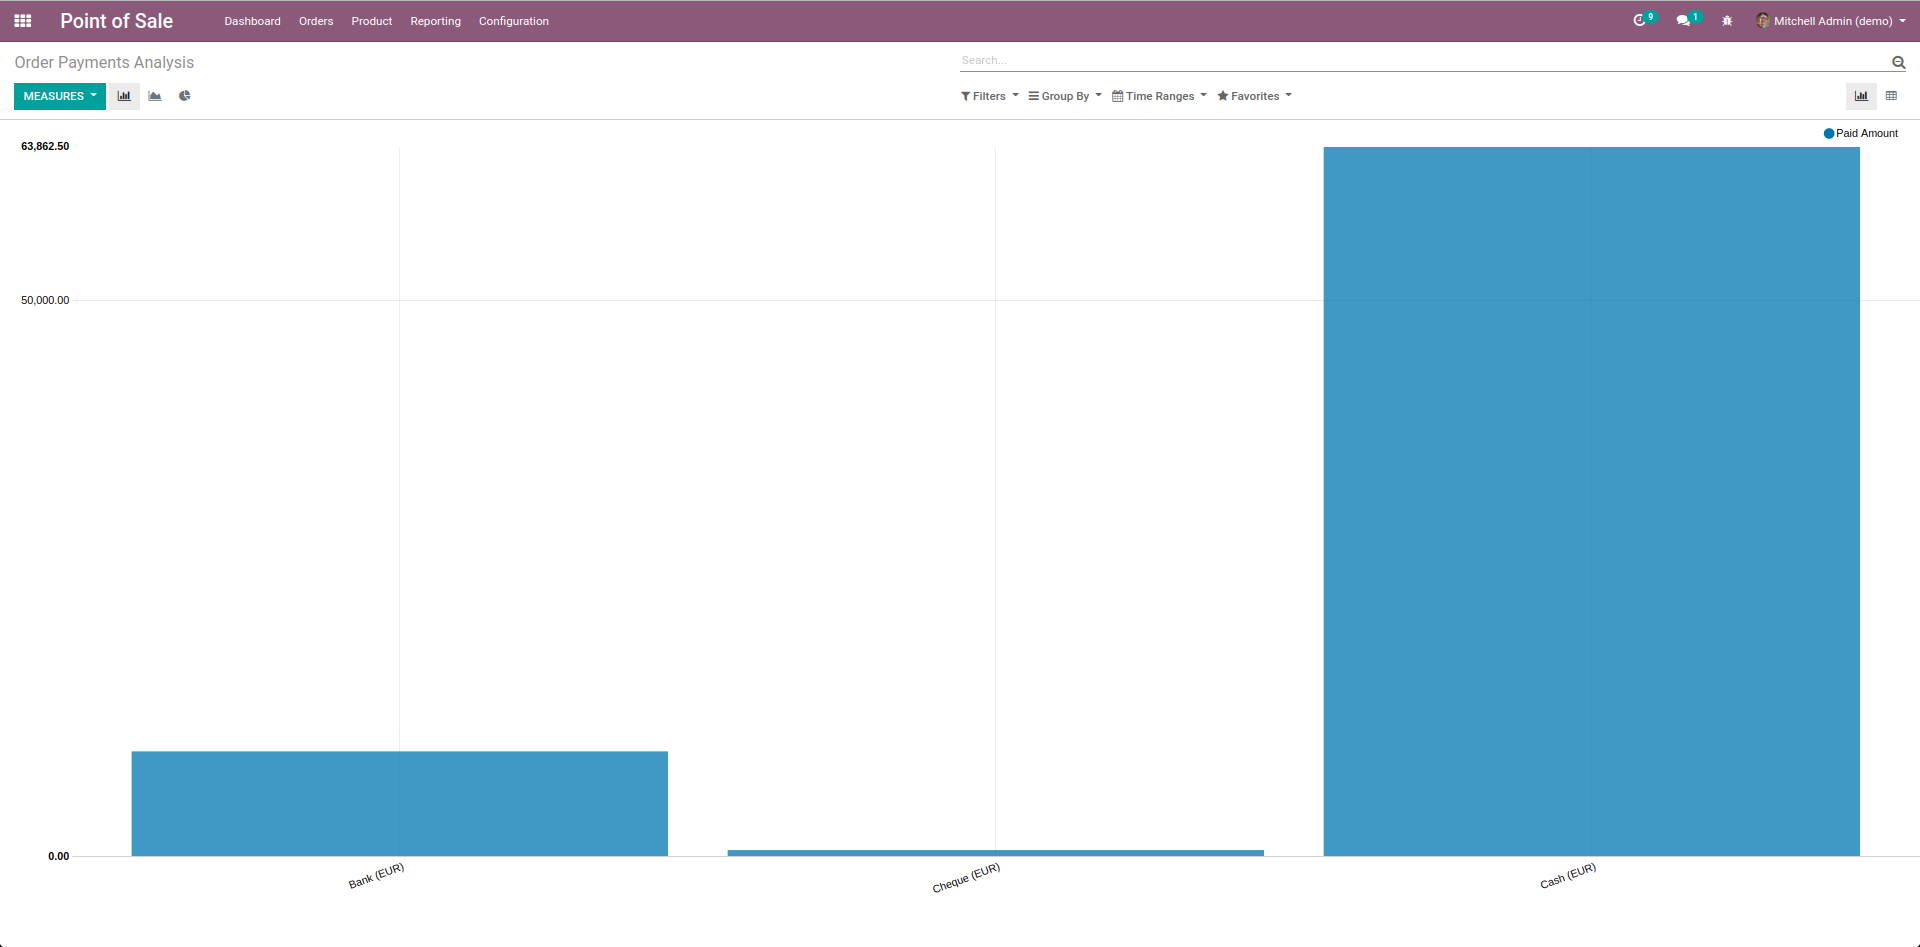 Point of Sale Dashboard Orders Product Reporting Configuration 9 1 Mitchell Admin (demo)
Order Payments Analysis
Search...
MEASURES Filters Group By Time Ranges Favorites
Paid Amount
63,862.50
50,000.00
0.00
Bank (EUR) Cheque (EUR) Cash (EUR)